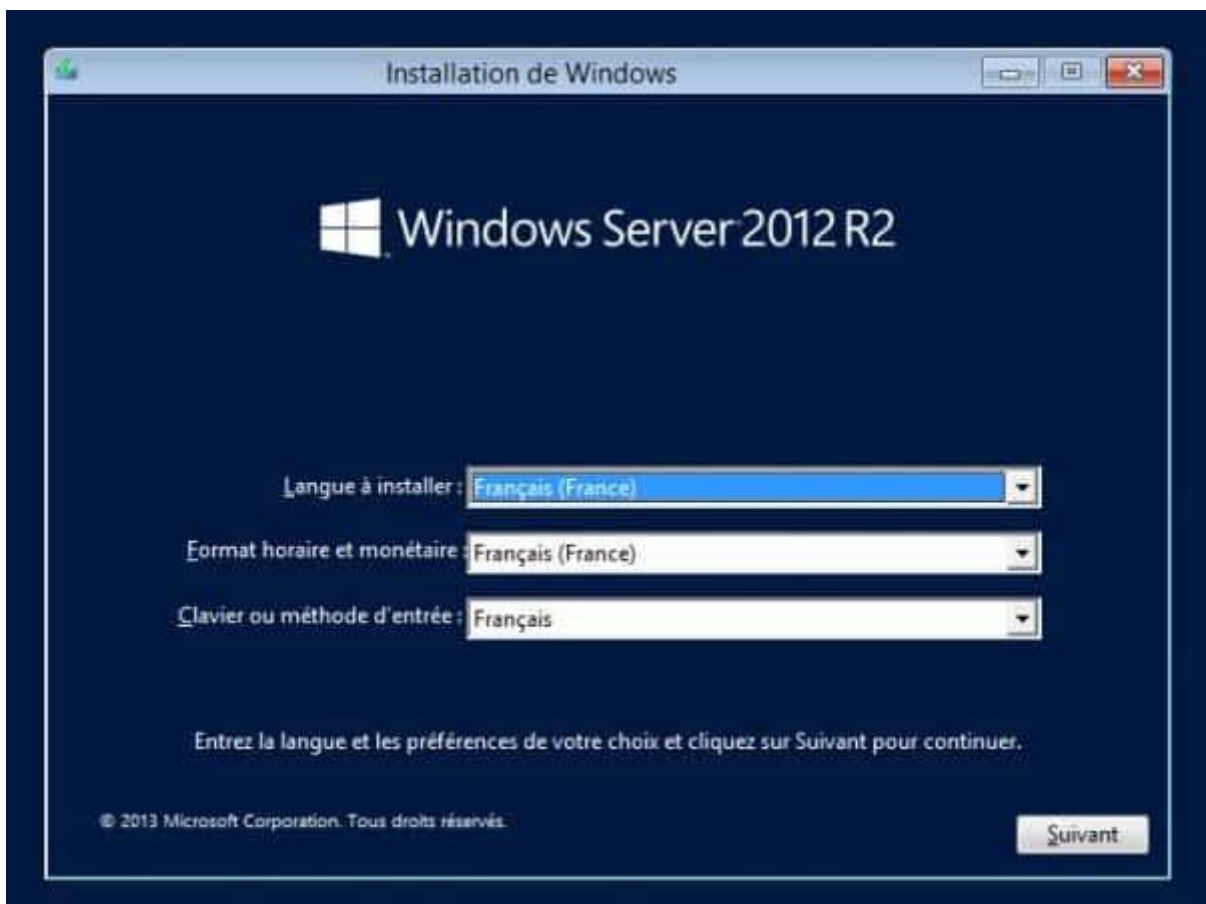 Installation de Windows
Windows Server 2012 R2
Langue à installer : Français (France)
Format horaire et monétaire : Français (France)
Clavier ou méthode d'entrée : Français
Entrez la langue et les préférences de votre choix et cliquez sur Suivant pour continuer.
© 2013 Microsoft Corporation. Tous droits réservés.
Suivant